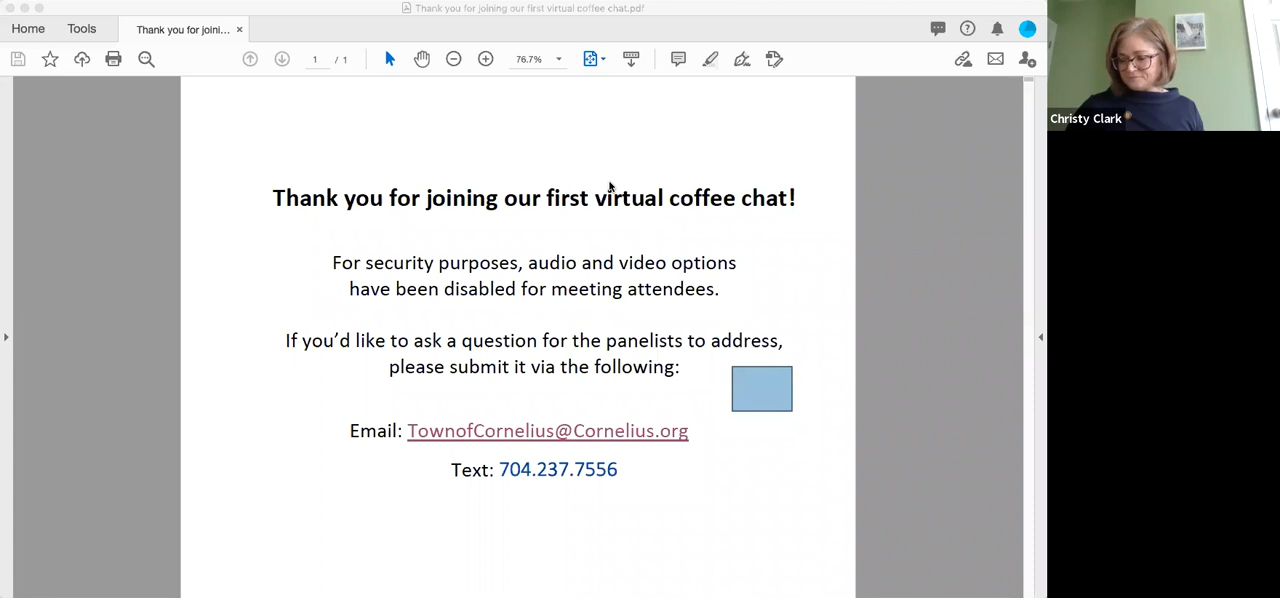 Thank you for joining our first virtual coffee chat.pdf
Home Tools Thank you for joini... ×
1 / 1 76.7%
Christy Clark
Thank you for joining our first virtual coffee chat!
For security purposes, audio and video options
have been disabled for meeting attendees.
If you’d like to ask a question for the panelists to address,
please submit it via the following:
Email: TownofCornelius@Cornelius.org
Text: 704.237.7556